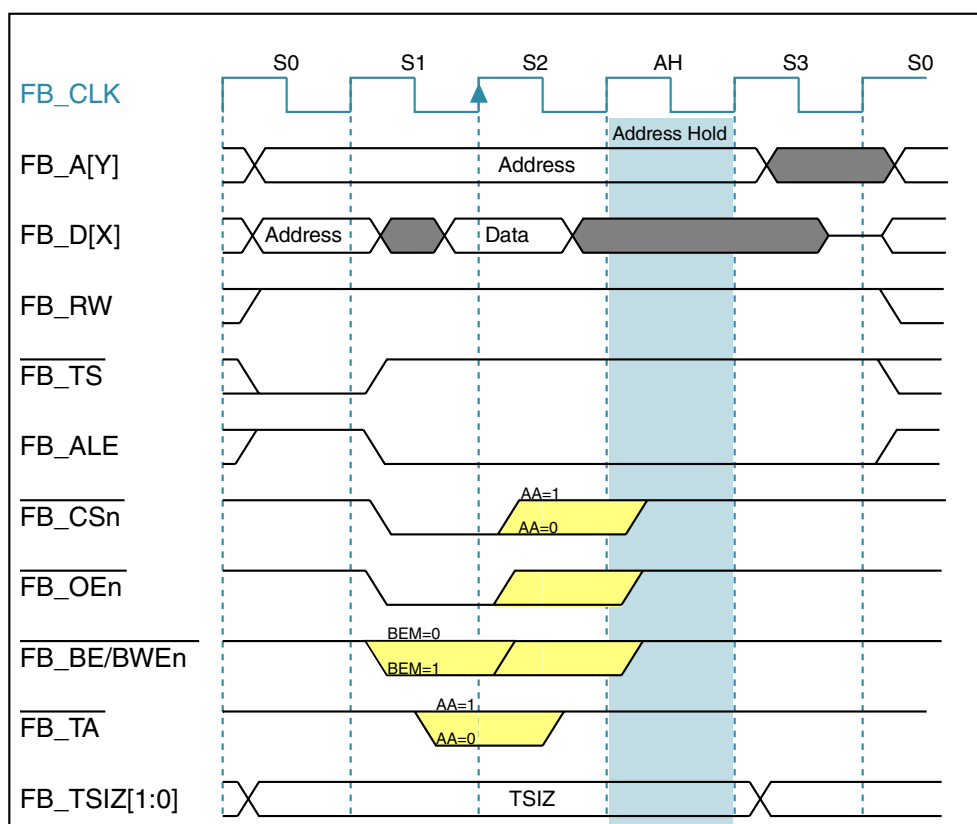 S0 S1 S2 AH S3 S0
FB_CLK
Address Hold
FB_A[Y] Address
FB_D[X] Address Data
FB_RW
FB_TS
FB_ALE
AA=1
FB_CSn AA=0
FB_OEn
BEM=0
FB_BE/BWEn BEM=1
AA=1
FB_TA AA=0
FB_TSIZ[1:0] TSIZ